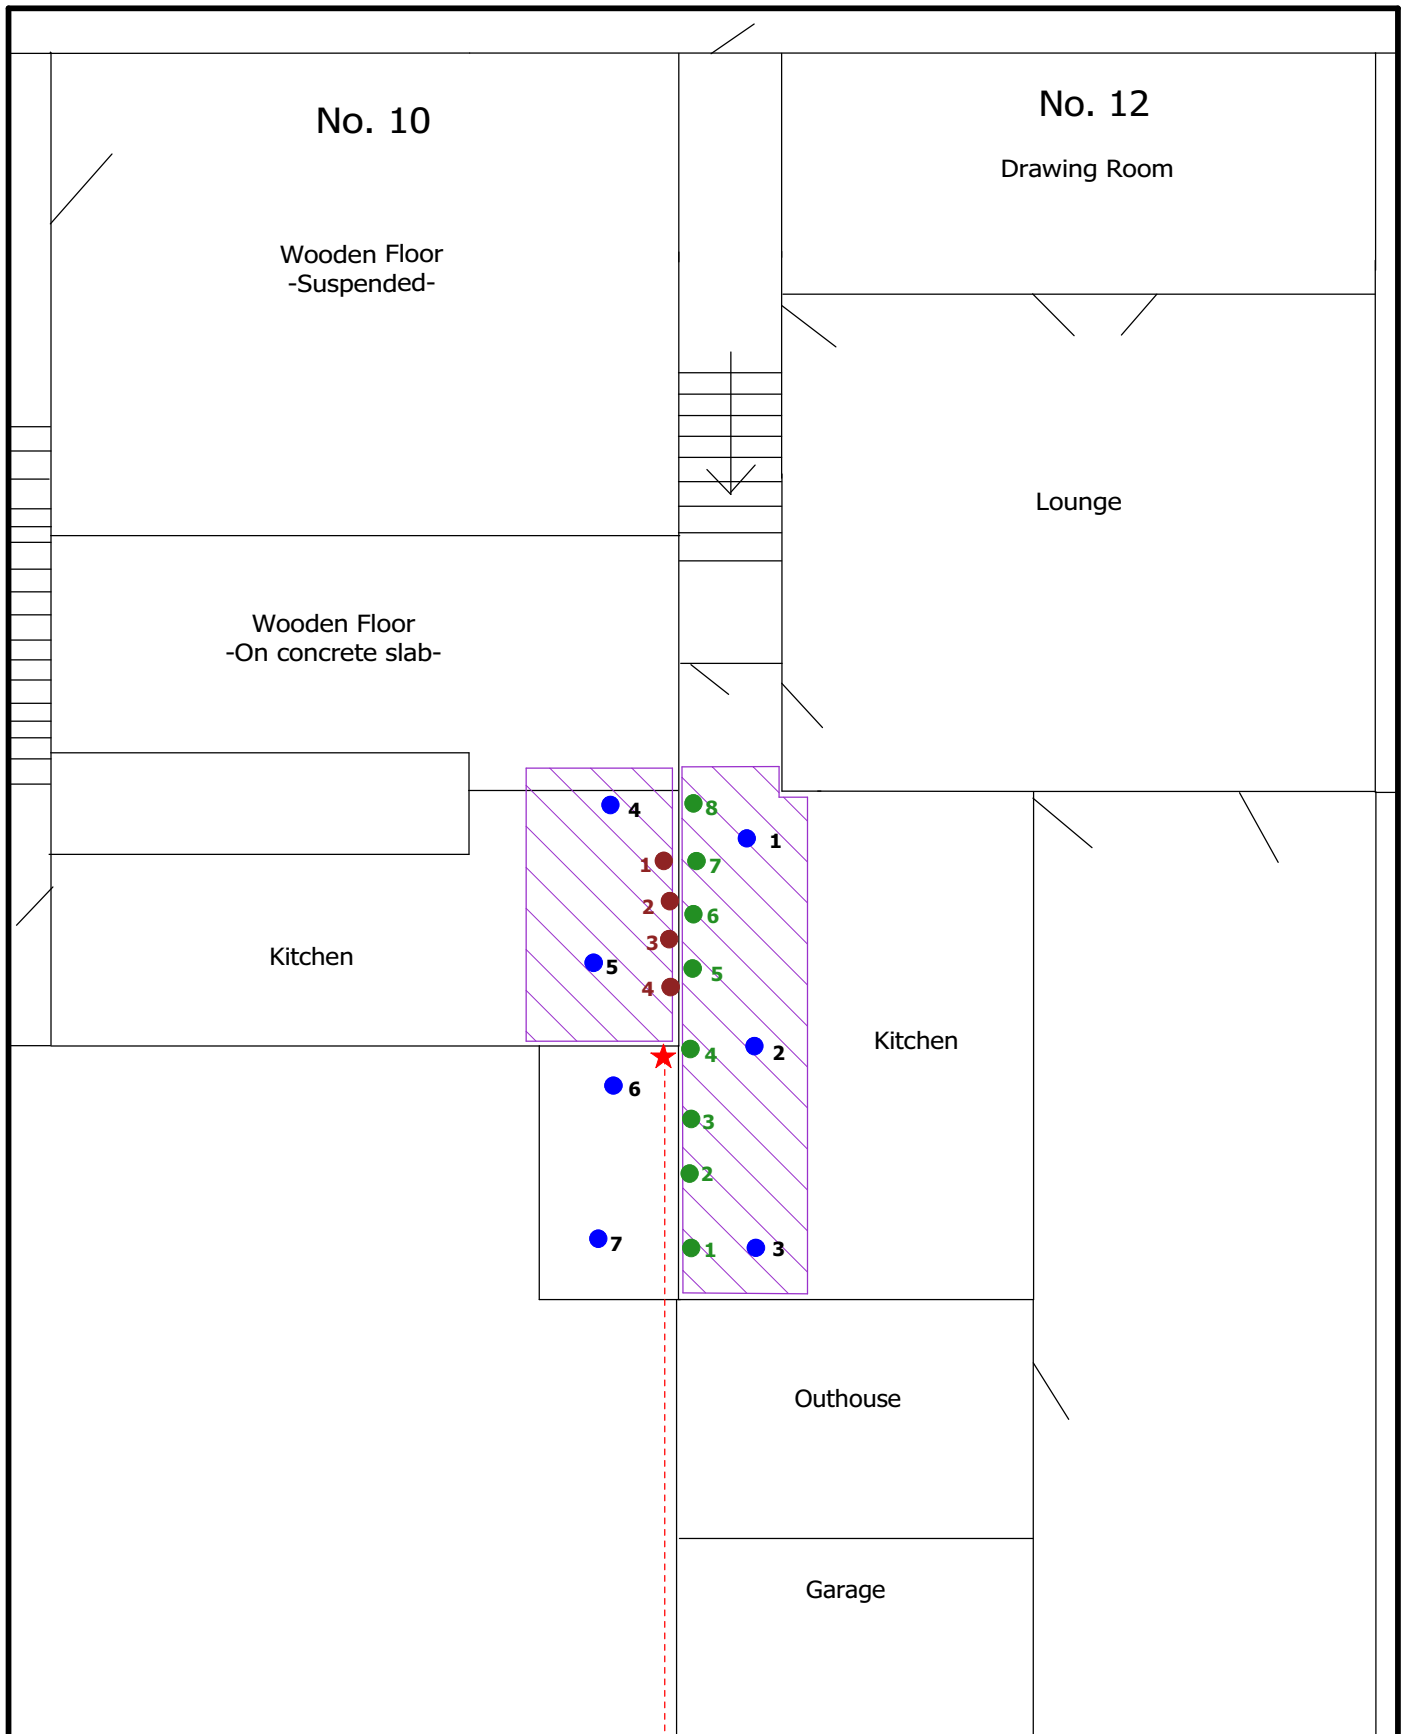 No. 10
No. 12
Drawing Room
Wooden Floor
-Suspended-
Lounge
Wooden Floor
-On concrete slab-
4
8
1
1
7
2
6
3
5
5
4
Kitchen
Kitchen
4
2
6
3
2
7
1
3
Outhouse
Garage